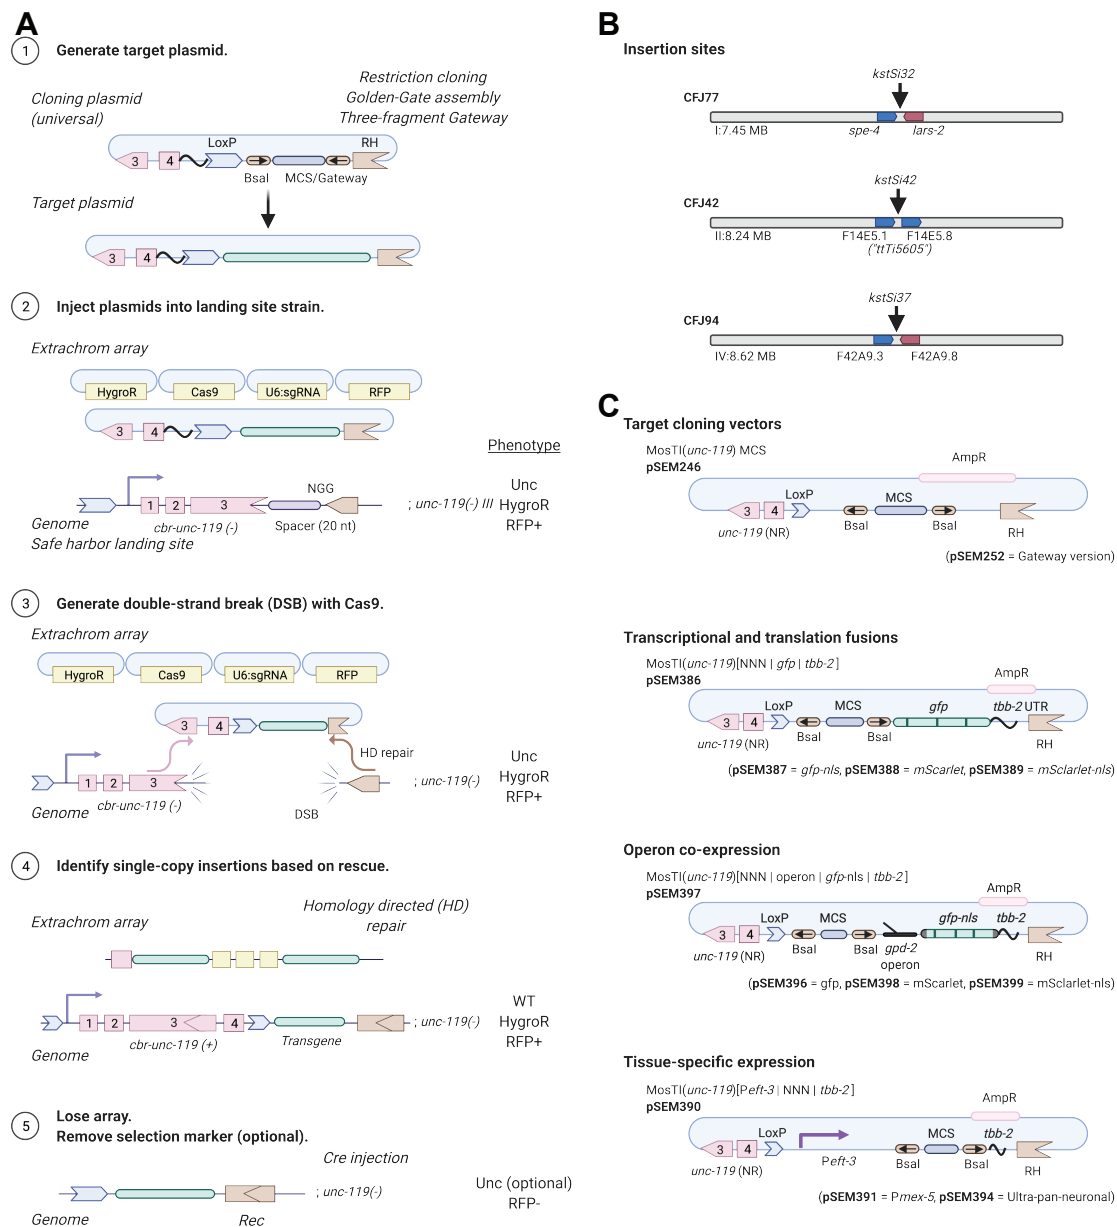 A
1
Generate target plasmid.
Cloning plasmid
(universal)
Restriction cloning
Golden-Gate assembly
Three-fragment Gateway
LoxP
RH
3
4
BsaI
MCS/Gateway
Target plasmid
3
4
2
Inject plasmids into landing site strain.
Extrachrom array
HygroR
Cas9
U6:sgRNA
RFP
3
4
Phenotype
NGG
1
2
3
; unc-119(-) III
Unc
HygroR
RFP+
cbr-unc-119 (-)
Spacer (20 nt)
Genome
Safe harbor landing site
3
Generate double-strand break (DSB) with Cas9.
Extrachrom array
HygroR
Cas9
U6:sgRNA
RFP
3
4
HD repair
1
2
3
; unc-119(-)
Unc
HygroR
RFP+
cbr-unc-119 (-)
Genome
DSB
4
Identify single-copy insertions based on rescue.
Extrachrom array
Homology directed (HD)
repair
1
2
3
4
; unc-119(-)
WT
HygroR
RFP+
cbr-unc-119 (+)
Transgene
Genome
5
Lose array.
Remove selection marker (optional).
Cre injection
; unc-119(-)
Unc (optional)
RFP-
Genome
Rec
B
Insertion sites
kstSi32
CFJ77
I:7.45 MB
spe-4
lars-2
kstSi42
CFJ42
II:8.24 MB
F14E5.1
F14E5.8
("ttTi5605")
kstSi37
CFJ94
IV:8.62 MB
F42A9.3
F42A9.8
C
Target cloning vectors
MosTI(unc-119) MCS
pSEM246
AmpR
LoxP
MCS
3
4
BsaI
BsaI
unc-119 (NR)
RH
(pSEM252 = Gateway version)
Transcriptional and translation fusions
MosTI(unc-119)[NNN | gfp | tbb-2]
pSEM386
AmpR
LoxP
MCS
gfp
tbb-2 UTR
3
4
BsaI
BsaI
unc-119 (NR)
RH
(pSEM387 = gfp-nls, pSEM388 = mScarlet, pSEM389 = mSclarlet-nls)
Operon co-expression
MosTI(unc-119)[NNN | operon | gfp-nls | tbb-2]
pSEM397
AmpR
LoxP
MCS
gfp-nls
tbb-2
3
4
BsaI
BsaI
gpd-2
operon
unc-119 (NR)
RH
(pSEM396 = gfp, pSEM398 = mScarlet, pSEM399 = mSclarlet-nls)
Tissue-specific expression
MosTI(unc-119)[Peft-3 | NNN | tbb-2]
pSEM390
AmpR
LoxP
MCS
tbb-2
3
4
Peft-3
BsaI
BsaI
unc-119 (NR)
RH
(pSEM391 = Pmex-5, pSEM394 = Ultra-pan-neuronal)